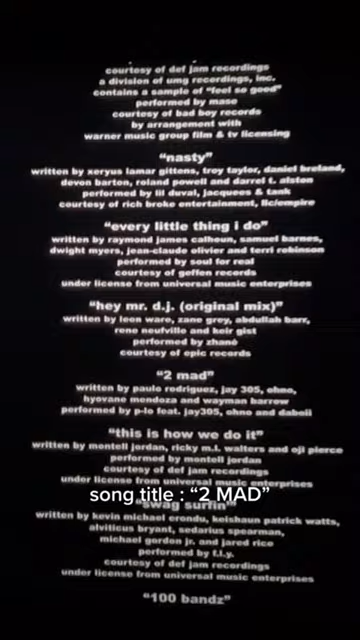 courtesy of def jam recordings
a division of umg recordings, inc.
contains a sample of "feel so good"
performed by mase
courtesy of bad boy records
by arrangement with
warner music group film & tv licensing
"nasty"
written by xeryus lamar gittens, troy taylor, daniel breland,
devon barton, roland powell and darrel t. alston
performed by lil duval, jacquees & tank
courtesy of rich broke entertainment, llc/empire
"every little thing i do"
written by raymond james calhoun, samuel barnes,
dwight myers, jean-claude olivier and terri robinson
performed by soul for real
courtesy of geffen records
under license from universal music enterprises
"hey mr. d.j. (original mix)"
written by leon ware, zane grey, abdullah barr,
rene neufville and keir gist
performed by zhané
courtesy of epic records
"2 mad"
written by paulo rodriguez, jay 305, ohno,
hyovane mendoza and wayman barrow
performed by p-lo feat. jay305, ohno and daboii
"this is how we do it"
written by montell jordan, ricky m.l. walters and oji pierce
performed by montell jordan
courtesy of def jam recordings
under license from universal music enterprises
song title : "2 MAD"
"swag surfin'"
written by kevin michael erondu, keishaun patrick watts,
alviticus bryant, sedarius spearman,
michael gordon jr. and jared rice
performed by f.l.y.
courtesy of def jam recordings
under license from universal music enterprises
"100 bandz"